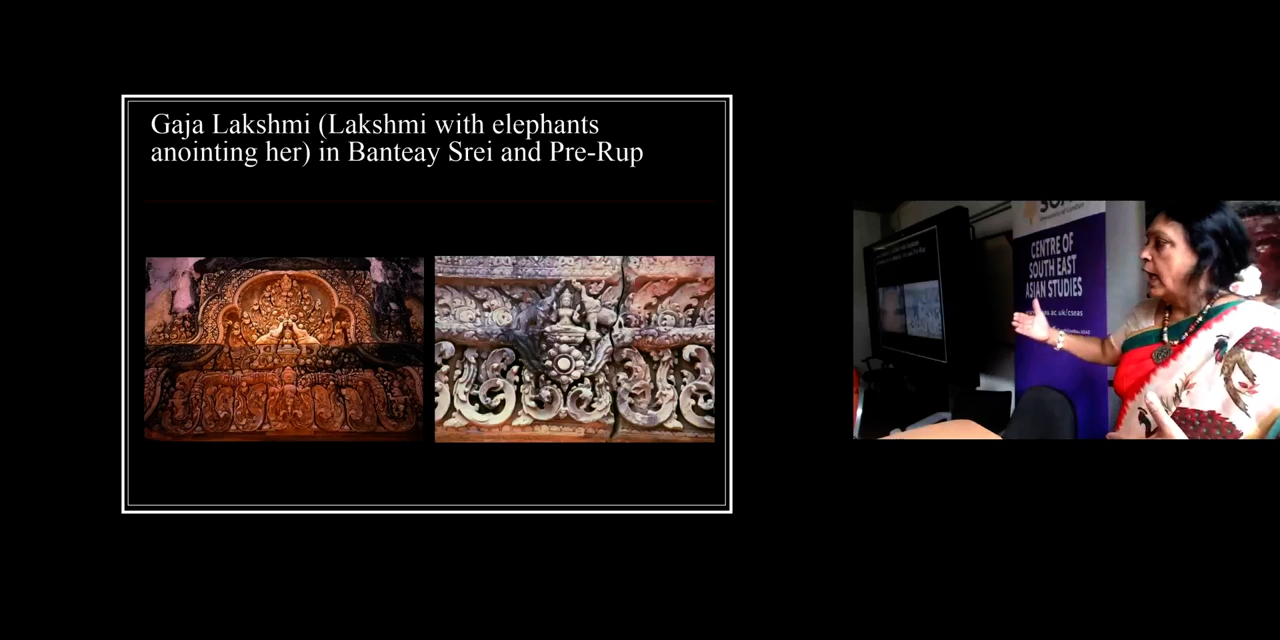 Gaja Lakshmi (Lakshmi with elephants
anointing her) in Banteay Srei and Pre-Rup
CENTRE OF
SOUTH EAST
ASIAN STUDIES